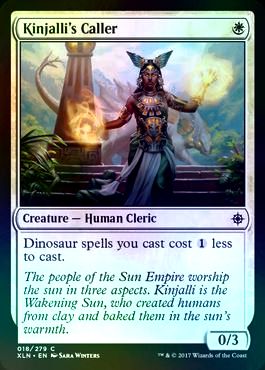 Kinjalli's Caller
Creature — Human Cleric
Dinosaur spells you cast cost 1 less
to cast.
The people of the Sun Empire worship
the sun in three aspects. Kinjalli is the
Wakening Sun, who created humans
from clay and baked them in the sun's
warmth.
0/3
018/279 C
XLN • EN SARA WINTERS
™ & © 2017 Wizards of the Coast